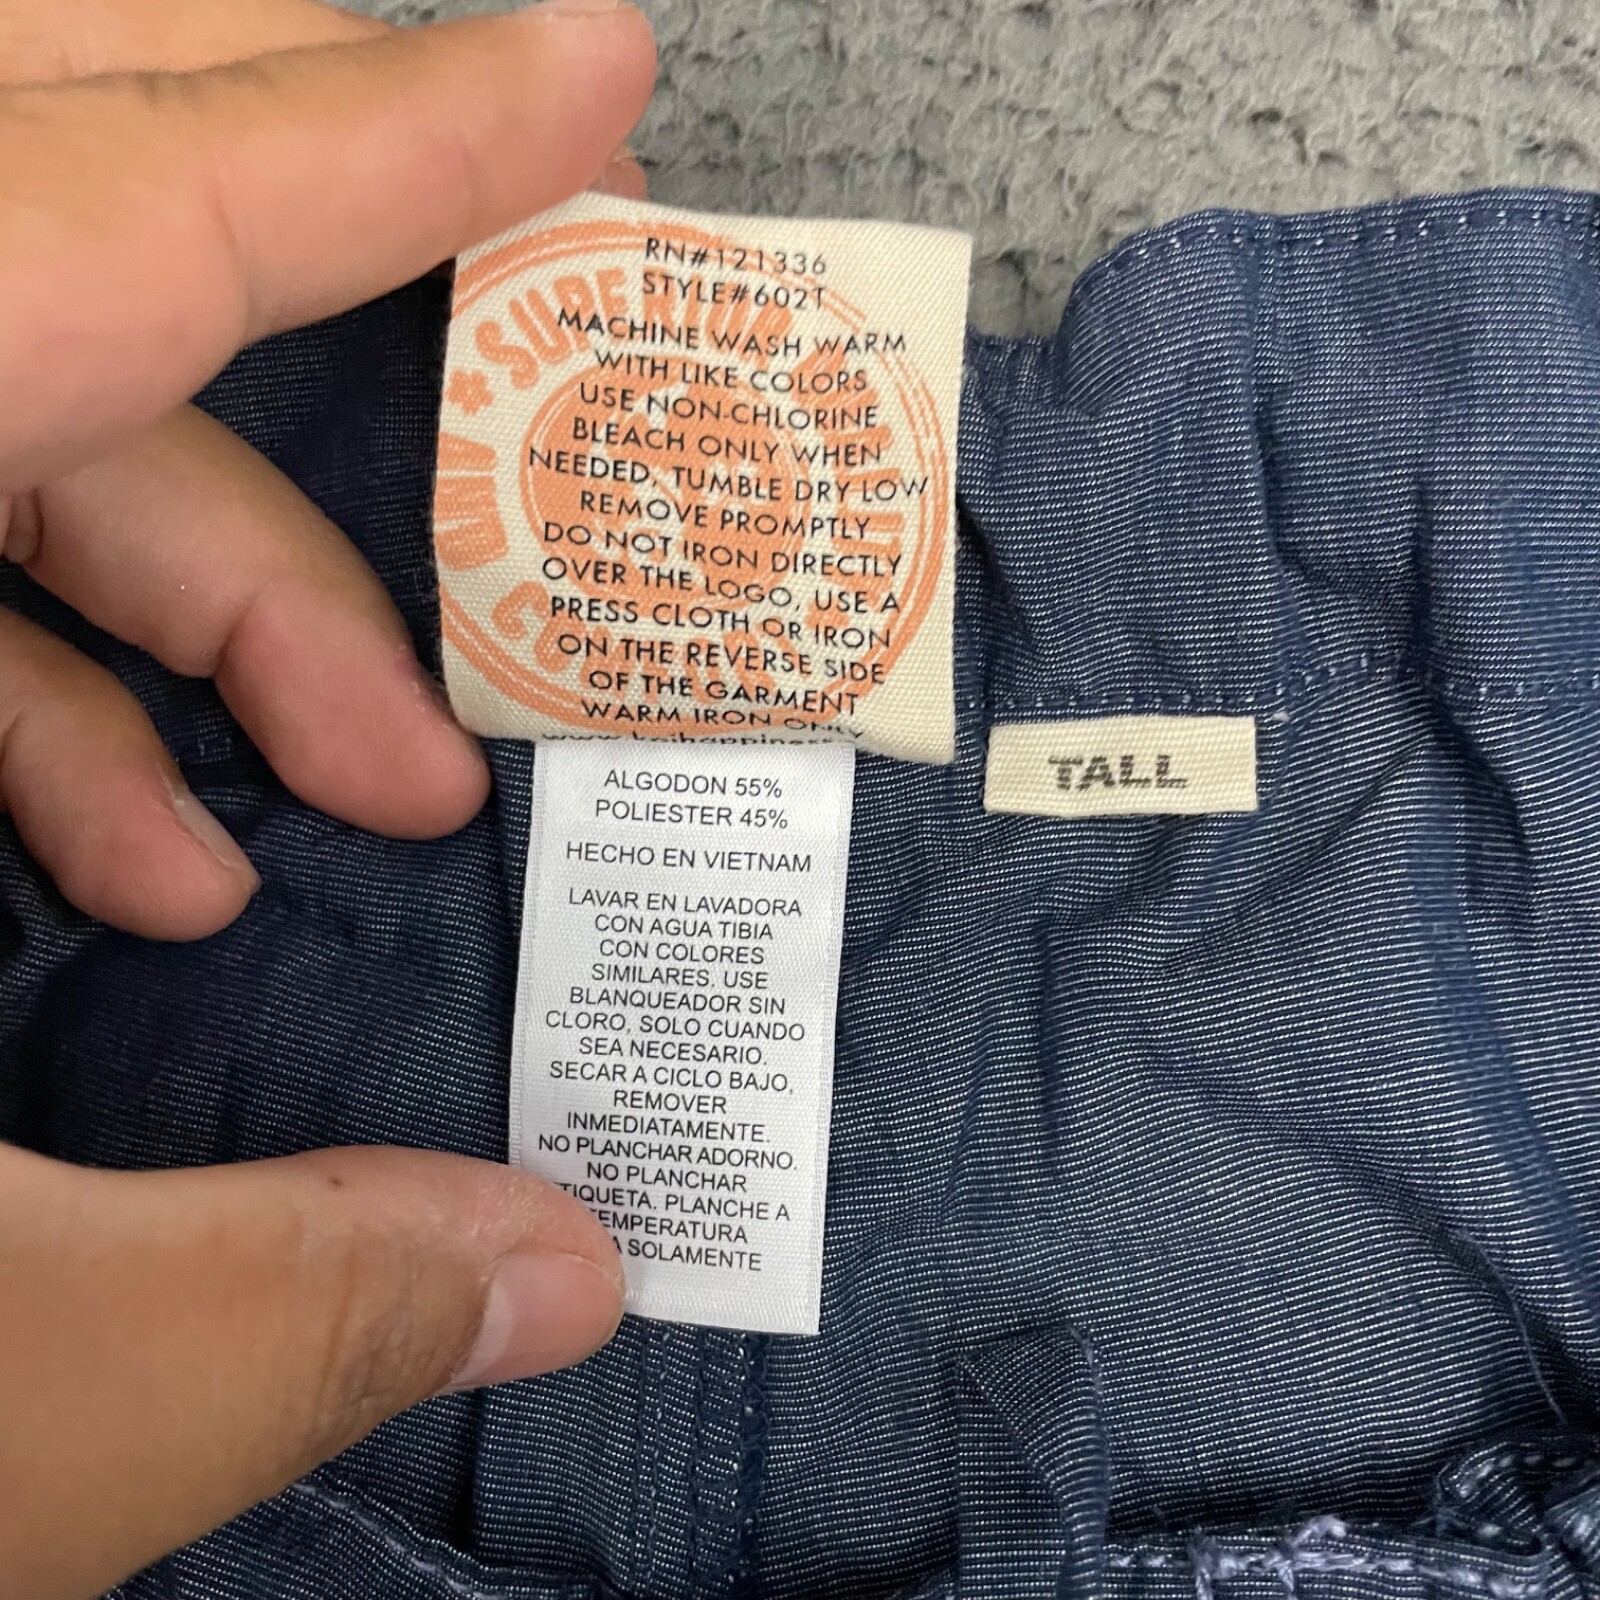 RN#121336
STYLE#602T
MACHINE WASH WARM
WITH LIKE COLORS
USE NON-CHLORINE
BLEACH ONLY WHEN
NEEDED, TUMBLE DRY LOW
REMOVE PROMPTLY
DO NOT IRON DIRECTLY
OVER THE LOGO, USE A
PRESS CLOTH OR IRON
ON THE REVERSE SIDE
OF THE GARMENT
WARM IRON ONLY
TALL
ALGODON 55%
POLIESTER 45%
HECHO EN VIETNAM
LAVAR EN LAVADORA
CON AGUA TIBIA
CON COLORES
SIMILARES. USE
BLANQUEADOR SIN
CLORO, SOLO CUANDO
SEA NECESARIO.
SECAR A CICLO BAJO,
REMOVER
INMEDIATAMENTE.
NO PLANCHAR ADORNO.
NO PLANCHAR
TIQUETA. PLANCHE A
EMPERATURA
A SOLAMENTE